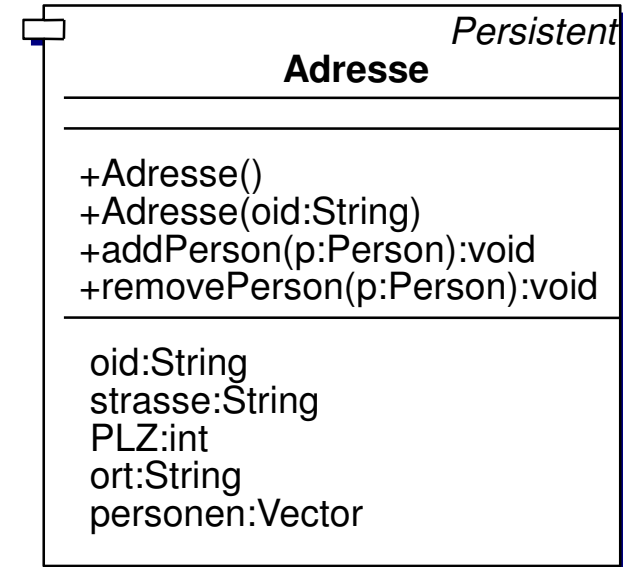 Persistent
Adresse
+Adresse()
+Adresse(oid:String)
+addPerson(p:Person):void
+removePerson(p:Person):void
oid:String
strasse:String
PLZ:int
ort:String
personen:Vector